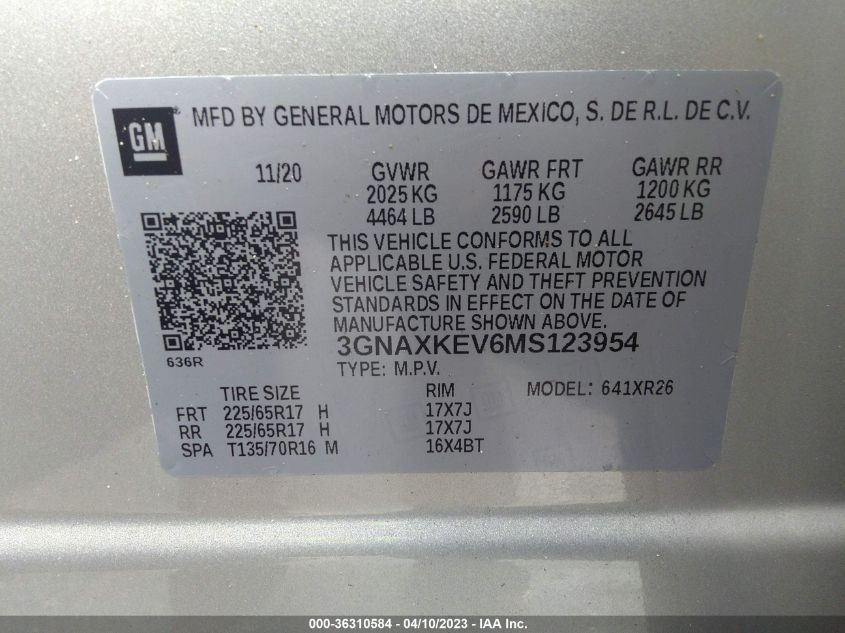 GM
MFD BY GENERAL MOTORS DE MEXICO, S. DE R.L. DE C.V.
11/20 GVWR GAWR FRT GAWR RR
2025 KG 1175 KG 1200 KG
4464 LB 2590 LB 2645 LB
THIS VEHICLE CONFORMS TO ALL
APPLICABLE U.S. FEDERAL MOTOR
VEHICLE SAFETY AND THEFT PREVENTION
STANDARDS IN EFFECT ON THE DATE OF
MANUFACTURE SHOWN ABOVE.
636R
3GNAXKEV6MS123954
TYPE: M.P.V.
TIRE SIZE RIM MODEL: 641XR26
FRT 225/65R17 H 17X7J
RR 225/65R17 H 17X7J
SPA T135/70R16 M 16X4BT
000-36310584 - 04/10/2023 - IAA Inc.